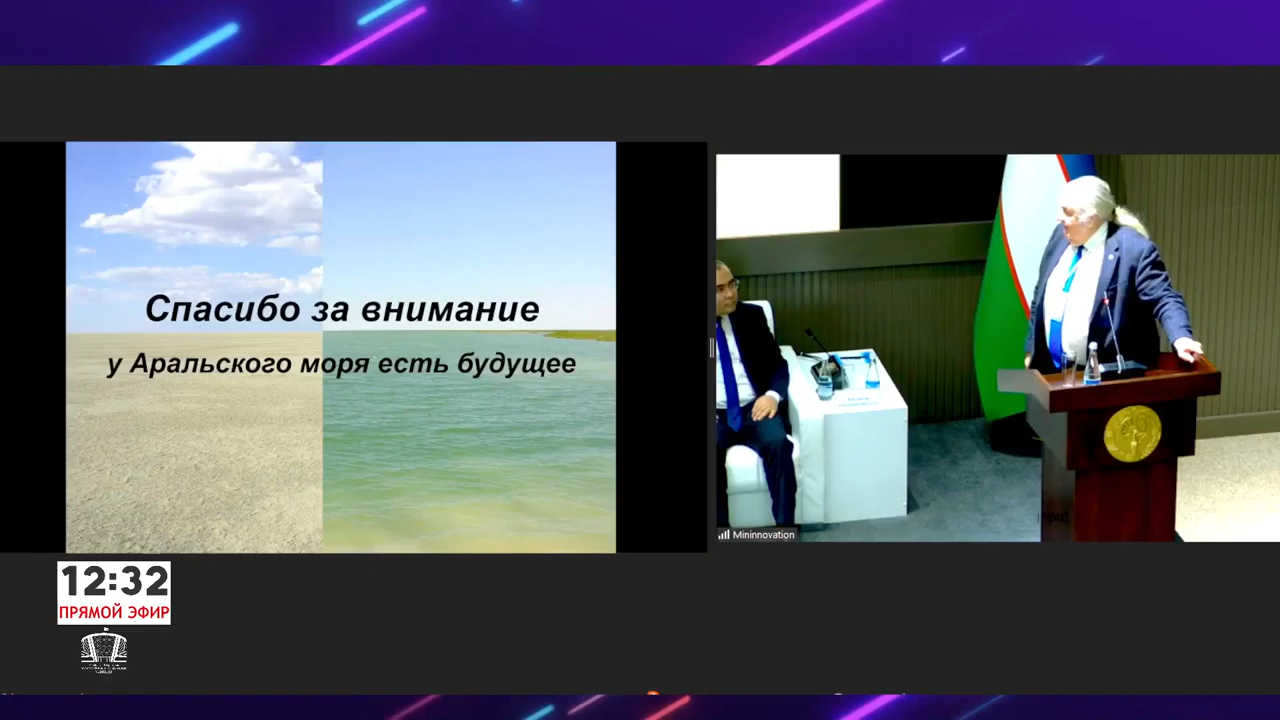 Спасибо за внимание
у Аральского моря есть будущее
Mininnovation
12:32
ПРЯМОЙ ЭФИР